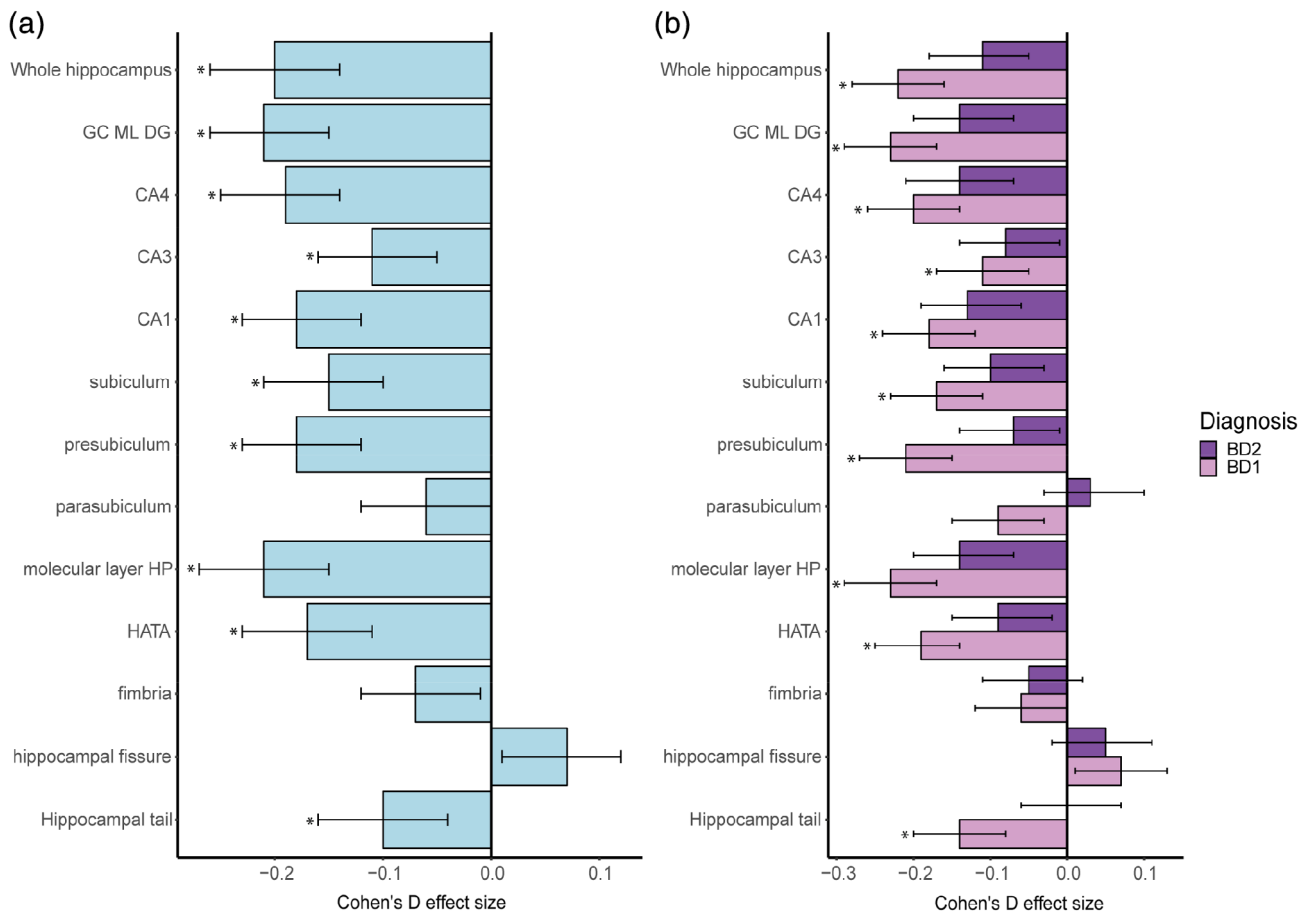 (a)
Whole hippocampus
*
GC ML DG
*
CA4
*
CA3
*
CA1
*
subiculum
*
presubiculum
*
parasubiculum
molecular layer HP
*
HATA
*
fimbria
hippocampal fissure
Hippocampal tail
*
−0.2 −0.1 0.0 0.1
Cohen's D effect size
(b)
Whole hippocampus
*
GC ML DG
*
CA4
*
CA3
*
CA1
*
subiculum
*
presubiculum
*
parasubiculum
molecular layer HP
*
HATA
*
fimbria
hippocampal fissure
Hippocampal tail
*
−0.3 −0.2 −0.1 0.0 0.1
Cohen's D effect size
Diagnosis
BD2
BD1